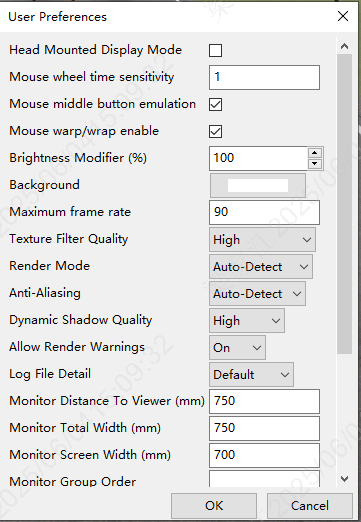 User Preferences
Head Mounted Display Mode
Mouse wheel time sensitivity 1
Mouse middle button emulation
Mouse warp/wrap enable
Brightness Modifier (%) 100
Background
Maximum frame rate 90
Texture Filter Quality High
Render Mode Auto-Detect
Anti-Aliasing Auto-Detect
Dynamic Shadow Quality High
Allow Render Warnings On
Log File Detail Default
Monitor Distance To Viewer (mm) 750
Monitor Total Width (mm) 750
Monitor Screen Width (mm) 700
Monitor Group Order
OK Cancel